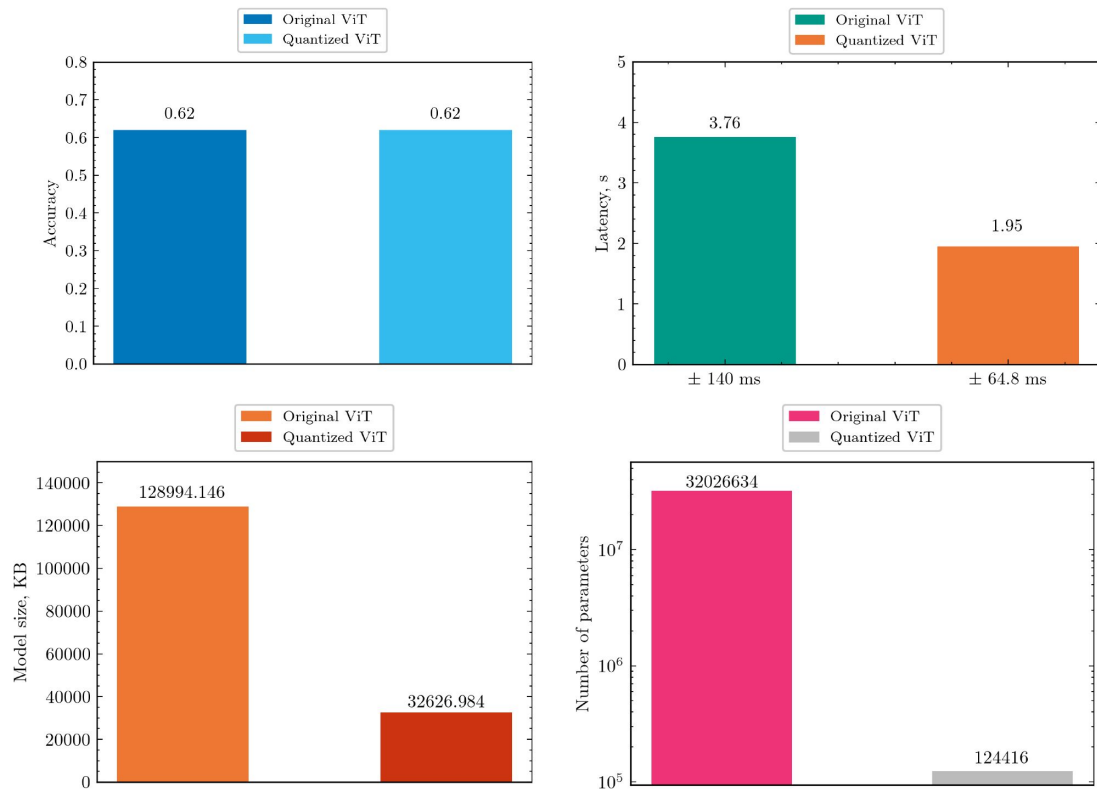 Original ViT
Quantized ViT
0.8
0.7
0.6
0.5
0.4
0.3
0.2
0.1
0.0
Accuracy
0.62
0.62
Original ViT
Quantized ViT
5
4
3
2
1
0
Latency, s
3.76
1.95
± 140 ms
± 64.8 ms
Original ViT
Quantized ViT
140000
120000
100000
80000
60000
40000
20000
0
Model size, KB
128994.146
32626.984
Original ViT
Quantized ViT
10⁷
10⁶
10⁵
Number of parameters
32026634
124416